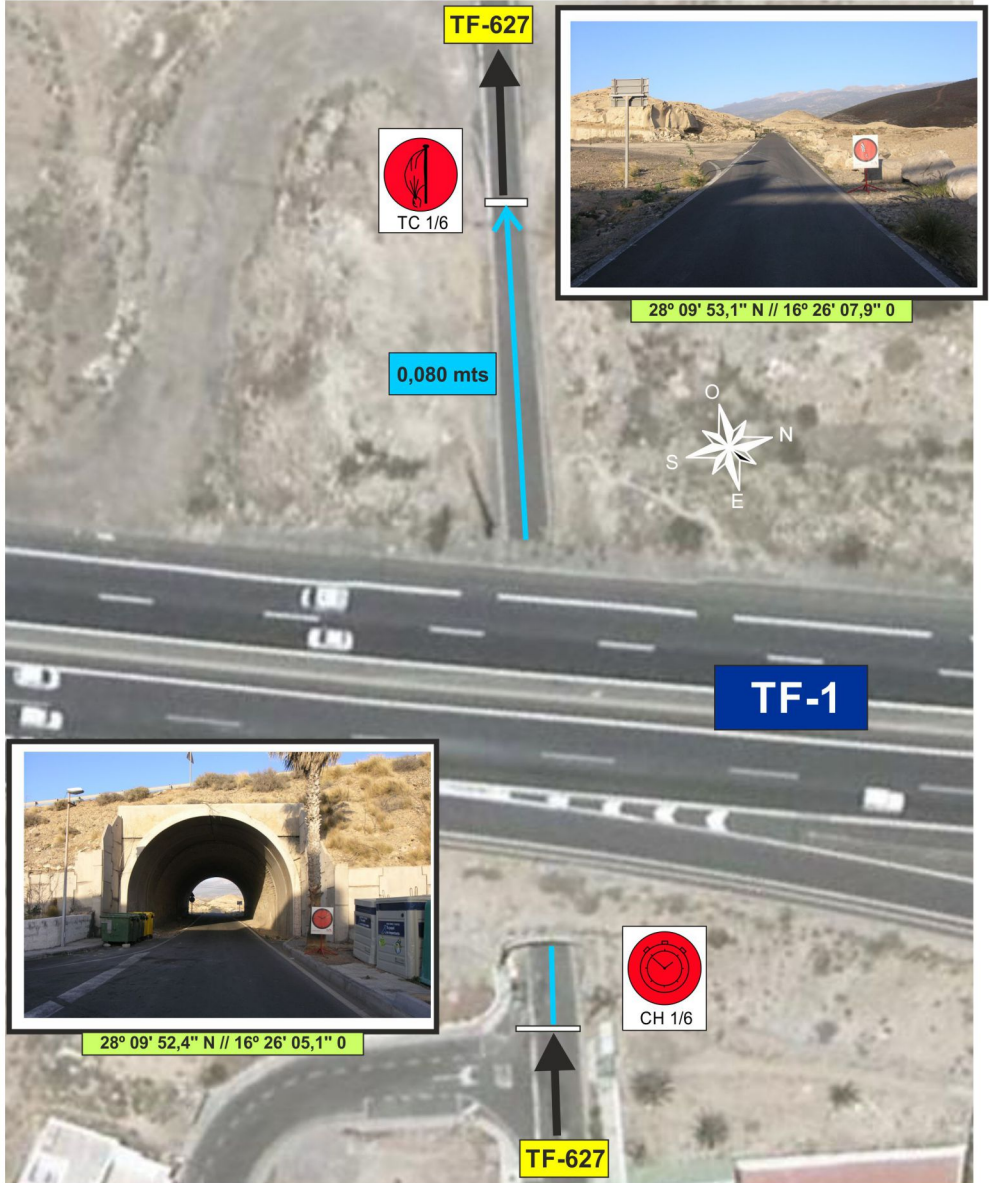 TF-627
TC 1/6
28º 09' 53,1" N // 16º 26' 07,9" 0
0,080 mts
O
N
S
E
TF-1
28º 09' 52,4" N // 16º 26' 05,1" 0
CH 1/6
TF-627